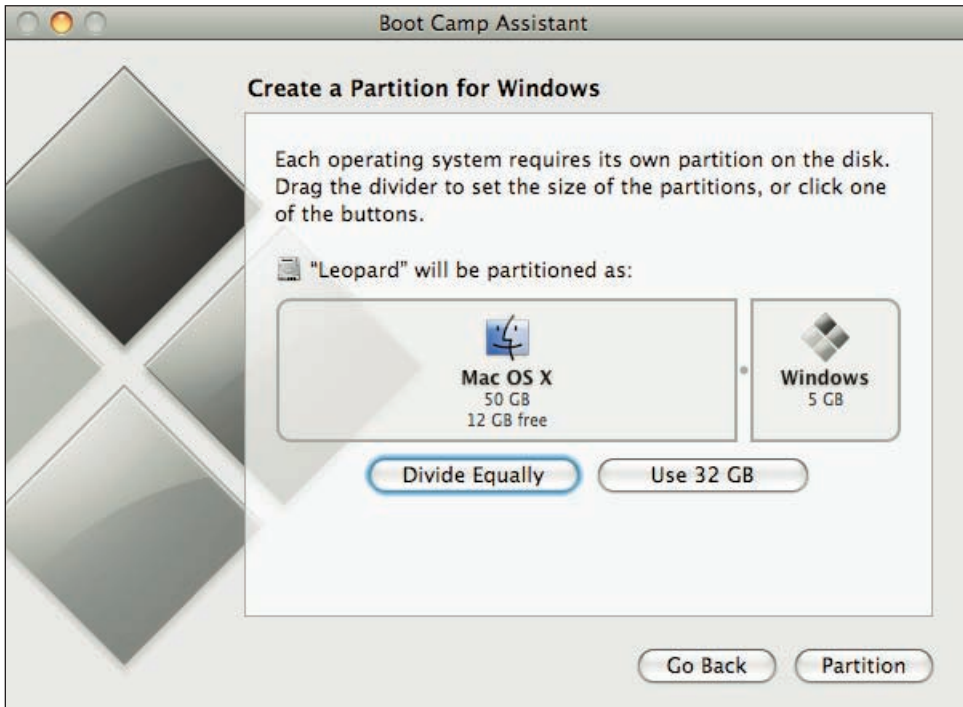 Boot Camp Assistant
Create a Partition for Windows
Each operating system requires its own partition on the disk.
Drag the divider to set the size of the partitions, or click one
of the buttons.
"Leopard" will be partitioned as:
Mac OS X
50 GB
12 GB free
Windows
5 GB
Divide Equally
Use 32 GB
Go Back
Partition